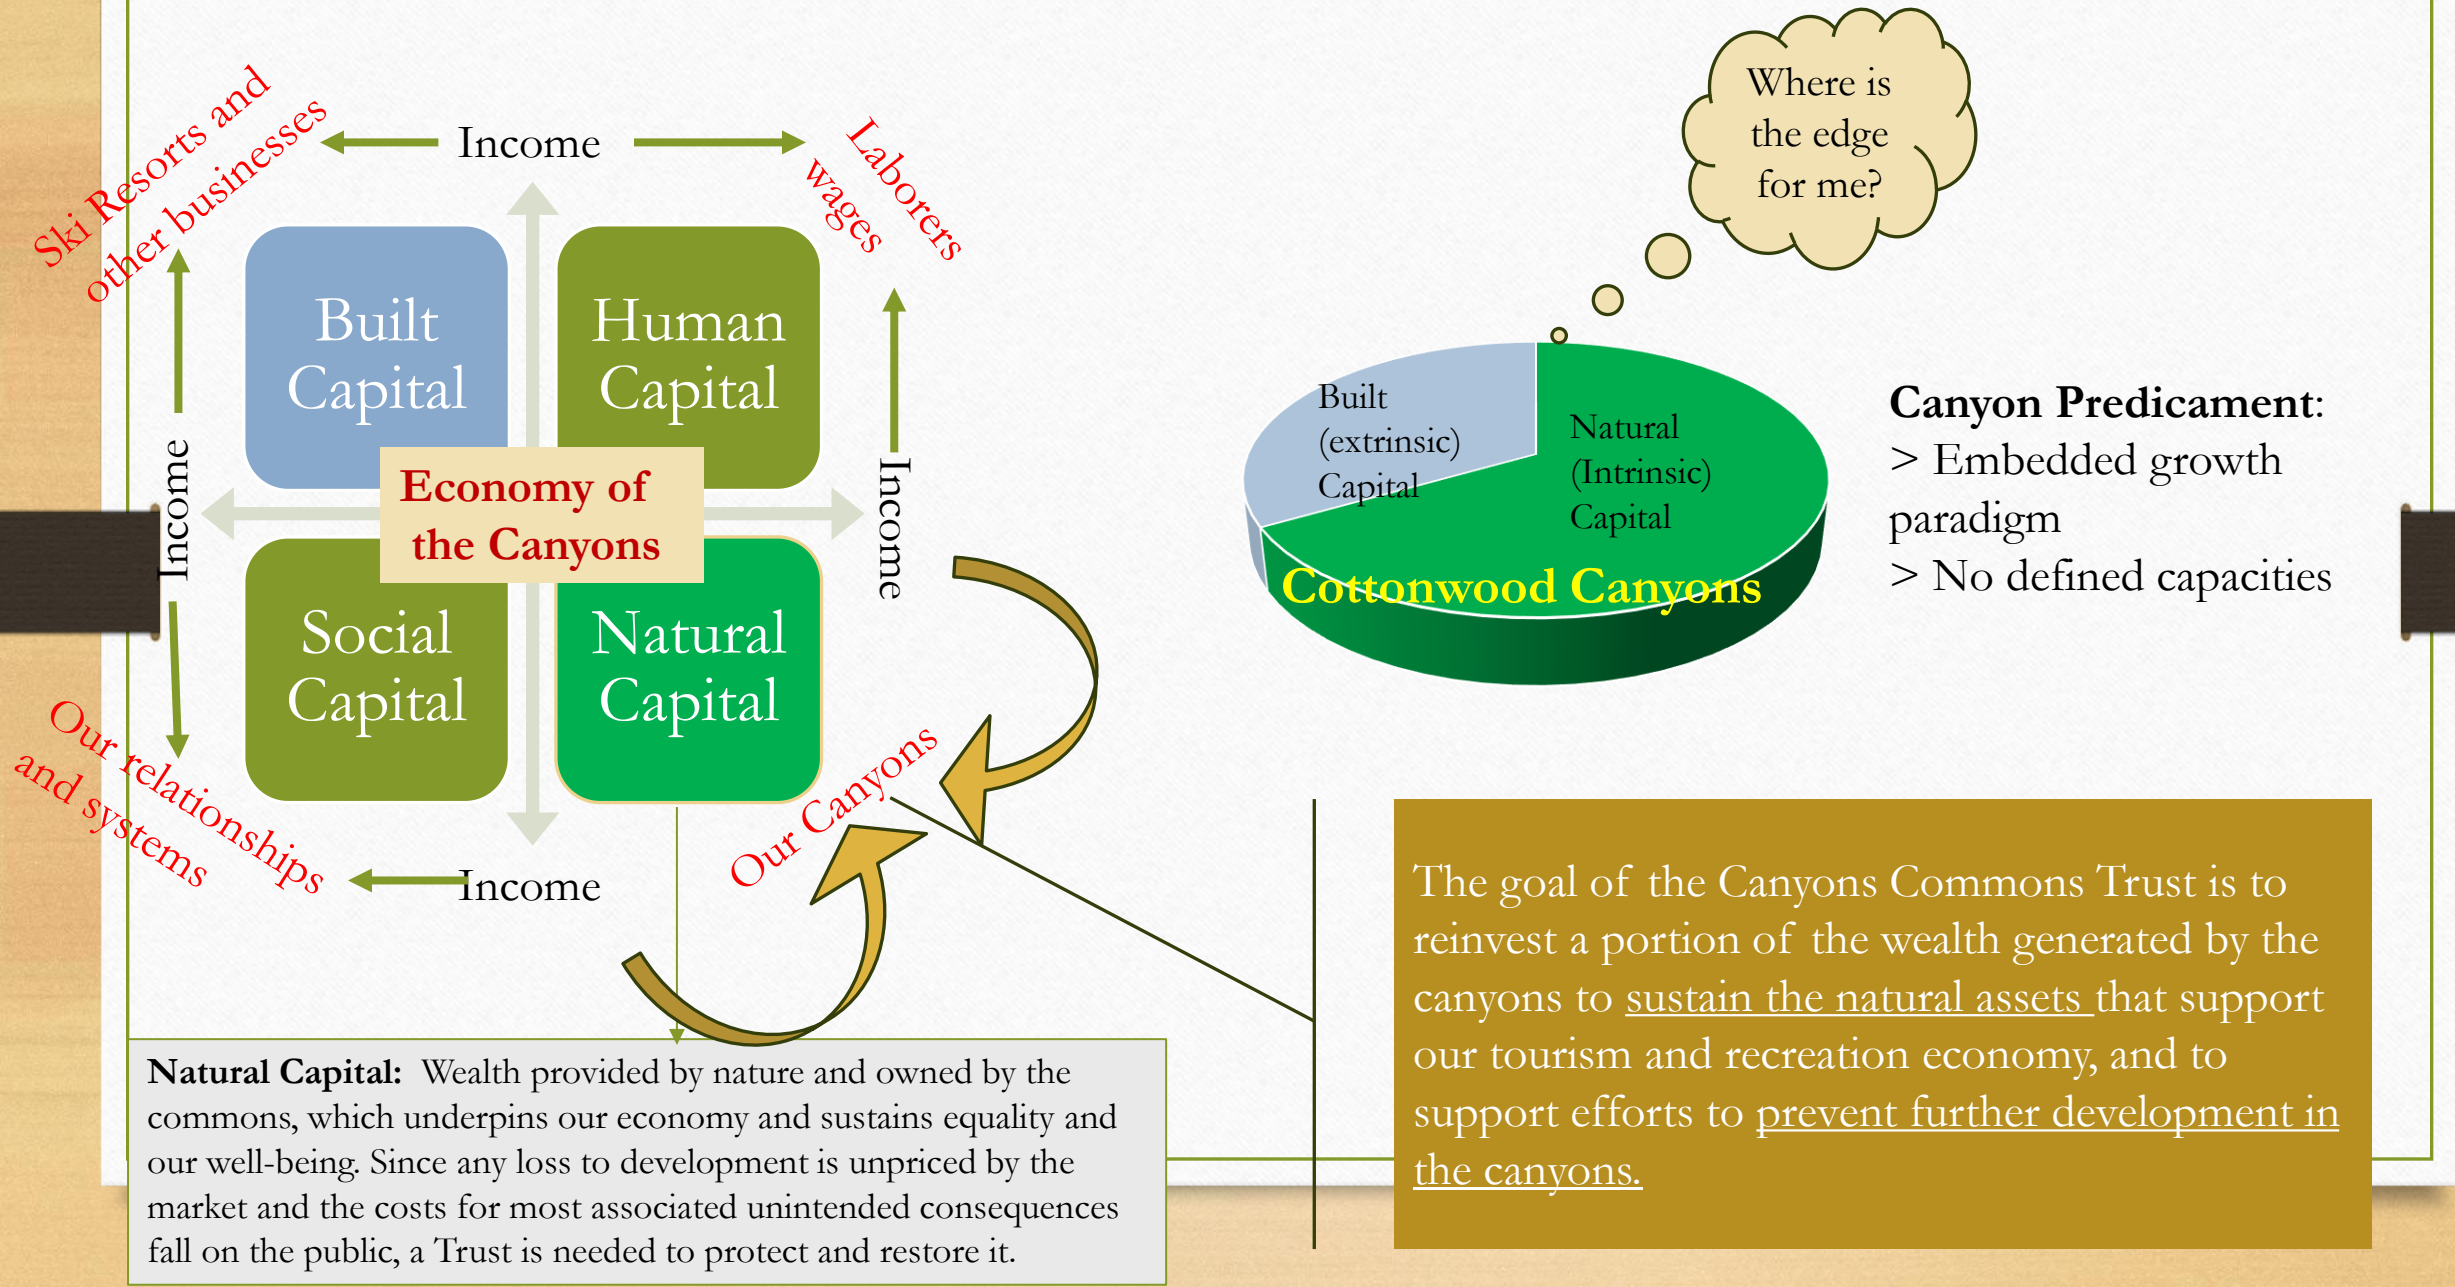 Ski Resorts and
other businesses
Income
Laborers
wages
Income
Income
Built
Capital
Human
Capital
Economy of
the Canyons
Social
Capital
Natural
Capital
Our relationships
and systems
Income
Our Canyons
Natural Capital: Wealth provided by nature and owned by the
commons, which underpins our economy and sustains equality and
our well-being. Since any loss to development is unpriced by the
market and the costs for most associated unintended consequences
fall on the public, a Trust is needed to protect and restore it.
Where is
the edge
for me?
Built
(extrinsic)
Capital
Natural
(Intrinsic)
Capital
Cottonwood Canyons
Canyon Predicament:
> Embedded growth
paradigm
> No defined capacities
The goal of the Canyons Commons Trust is to
reinvest a portion of the wealth generated by the
canyons to sustain the natural assets that support
our tourism and recreation economy, and to
support efforts to prevent further development in
the canyons.